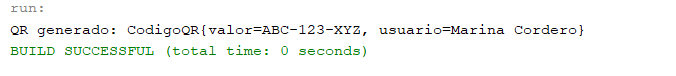 run:
QR generado: CodigoQR{valor=ABC-123-XYZ, usuario=Marina Cordero}
BUILD SUCCESSFUL (total time: 0 seconds)